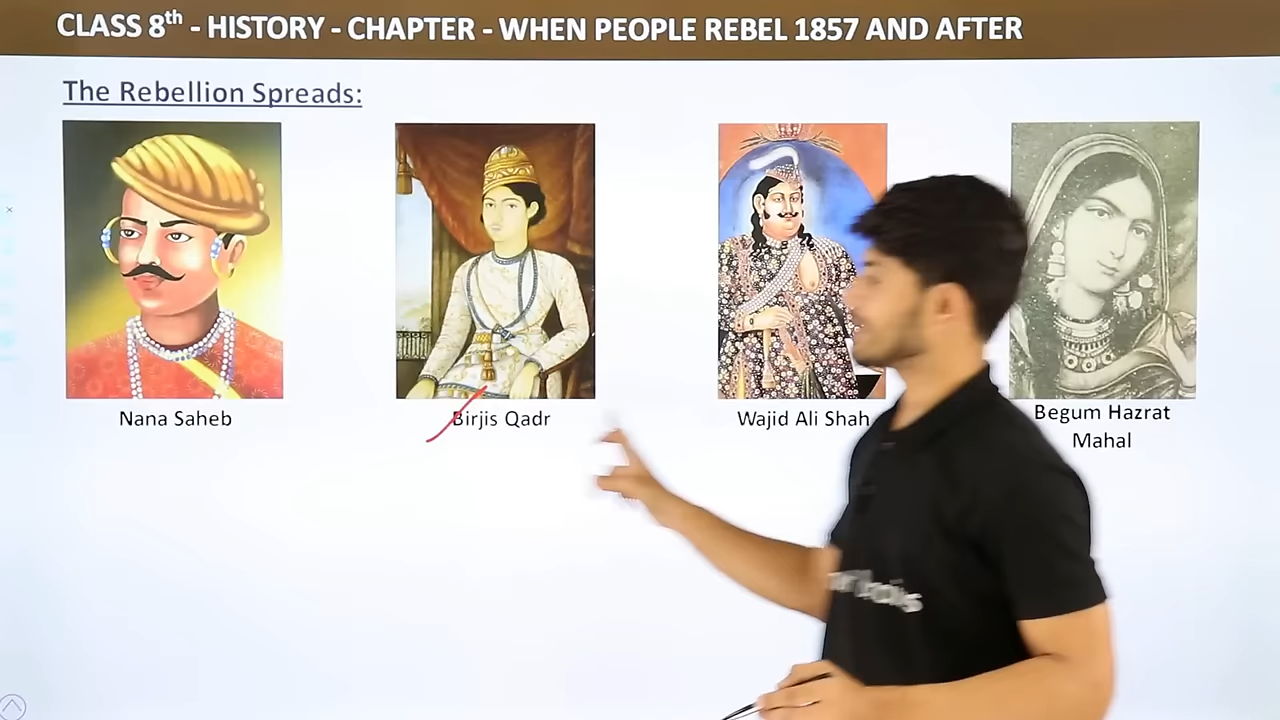 CLASS 8th - HISTORY - CHAPTER - WHEN PEOPLE REBEL 1857 AND AFTER
The Rebellion Spreads:
Nana Saheb
Birjis Qadr
Wajid Ali Shah
Begum Hazrat
Mahal